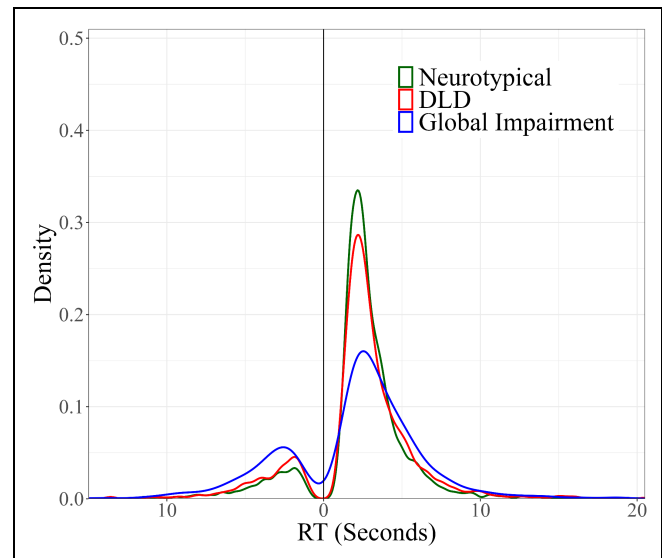 0.5
Neurotypical
DLD
Global Impairment
0.4
0.3
Density
0.2
0.1
0.0
10 0 10 20
RT (Seconds)